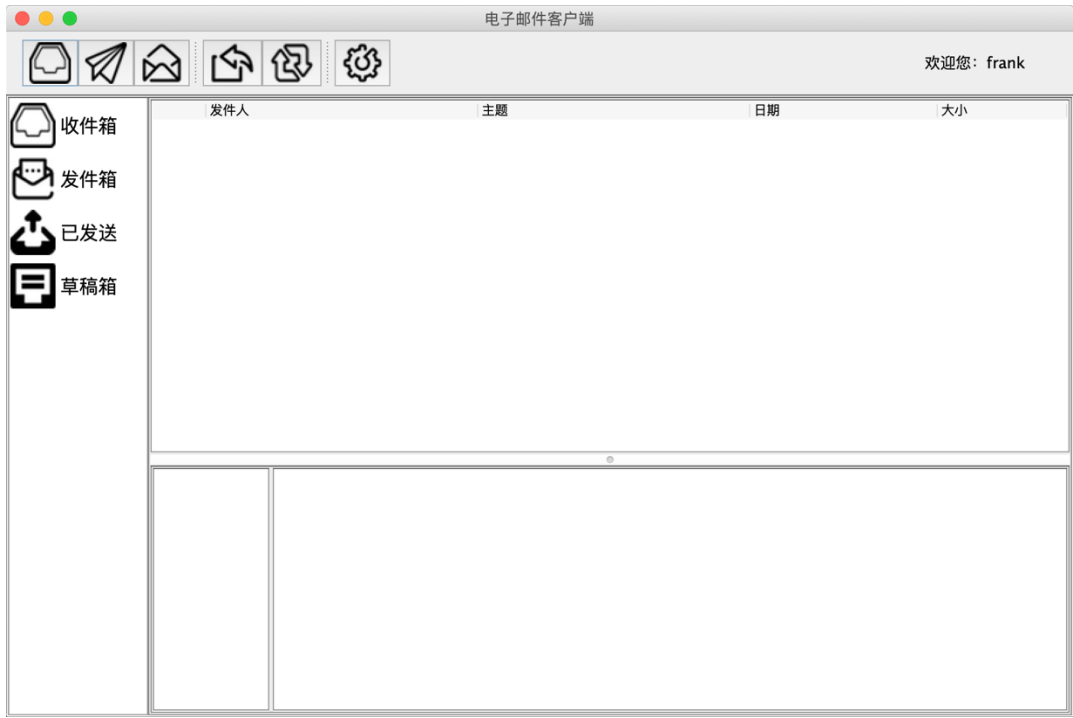 电子邮件客户端
欢迎您：frank
发件人 主题 日期 大小
收件箱
发件箱
已发送
草稿箱